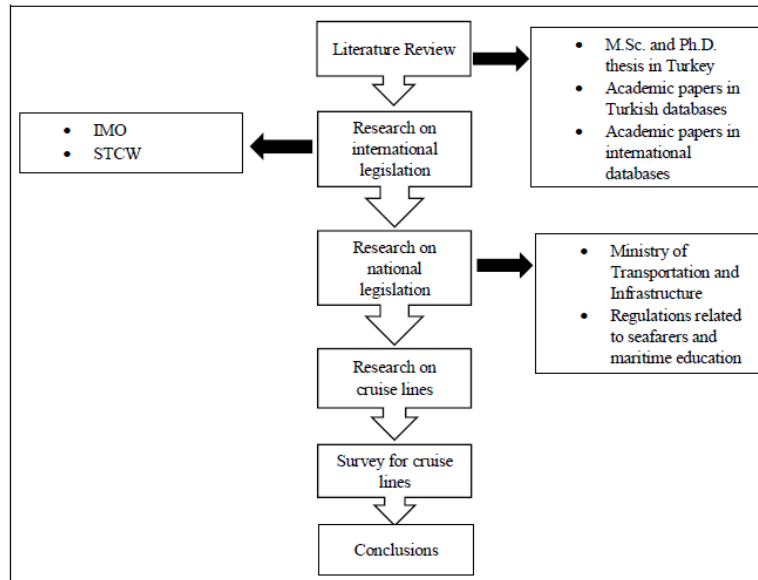 Literature Review
• M.Sc. and Ph.D.
thesis in Turkey
• Academic papers in
Turkish databases
• Academic papers in
international
databases
Research on
international
legislation
• IMO
• STCW
Research on
national
legislation
• Ministry of
Transportation and
Infrastructure
• Regulations related
to seafarers and
maritime education
Research on
cruise lines
Survey for cruise
lines
Conclusions